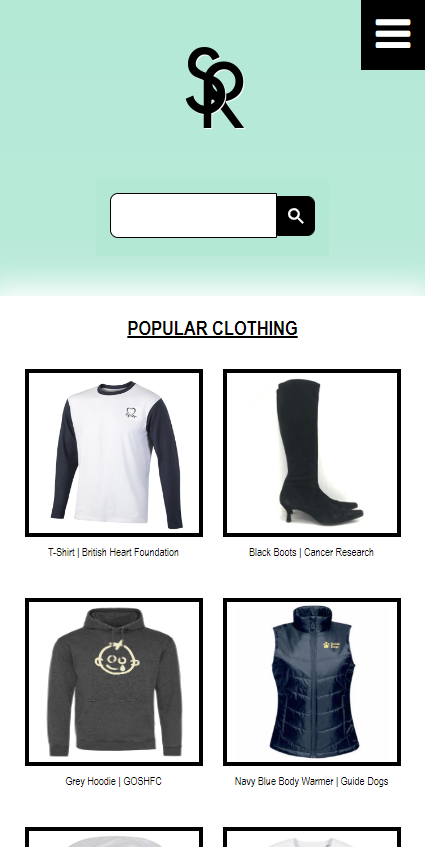 SR
POPULAR CLOTHING
T-Shirt | British Heart Foundation
Black Boots | Cancer Research
Grey Hoodie | GOSHFC
Navy Blue Body Warmer | Guide Dogs